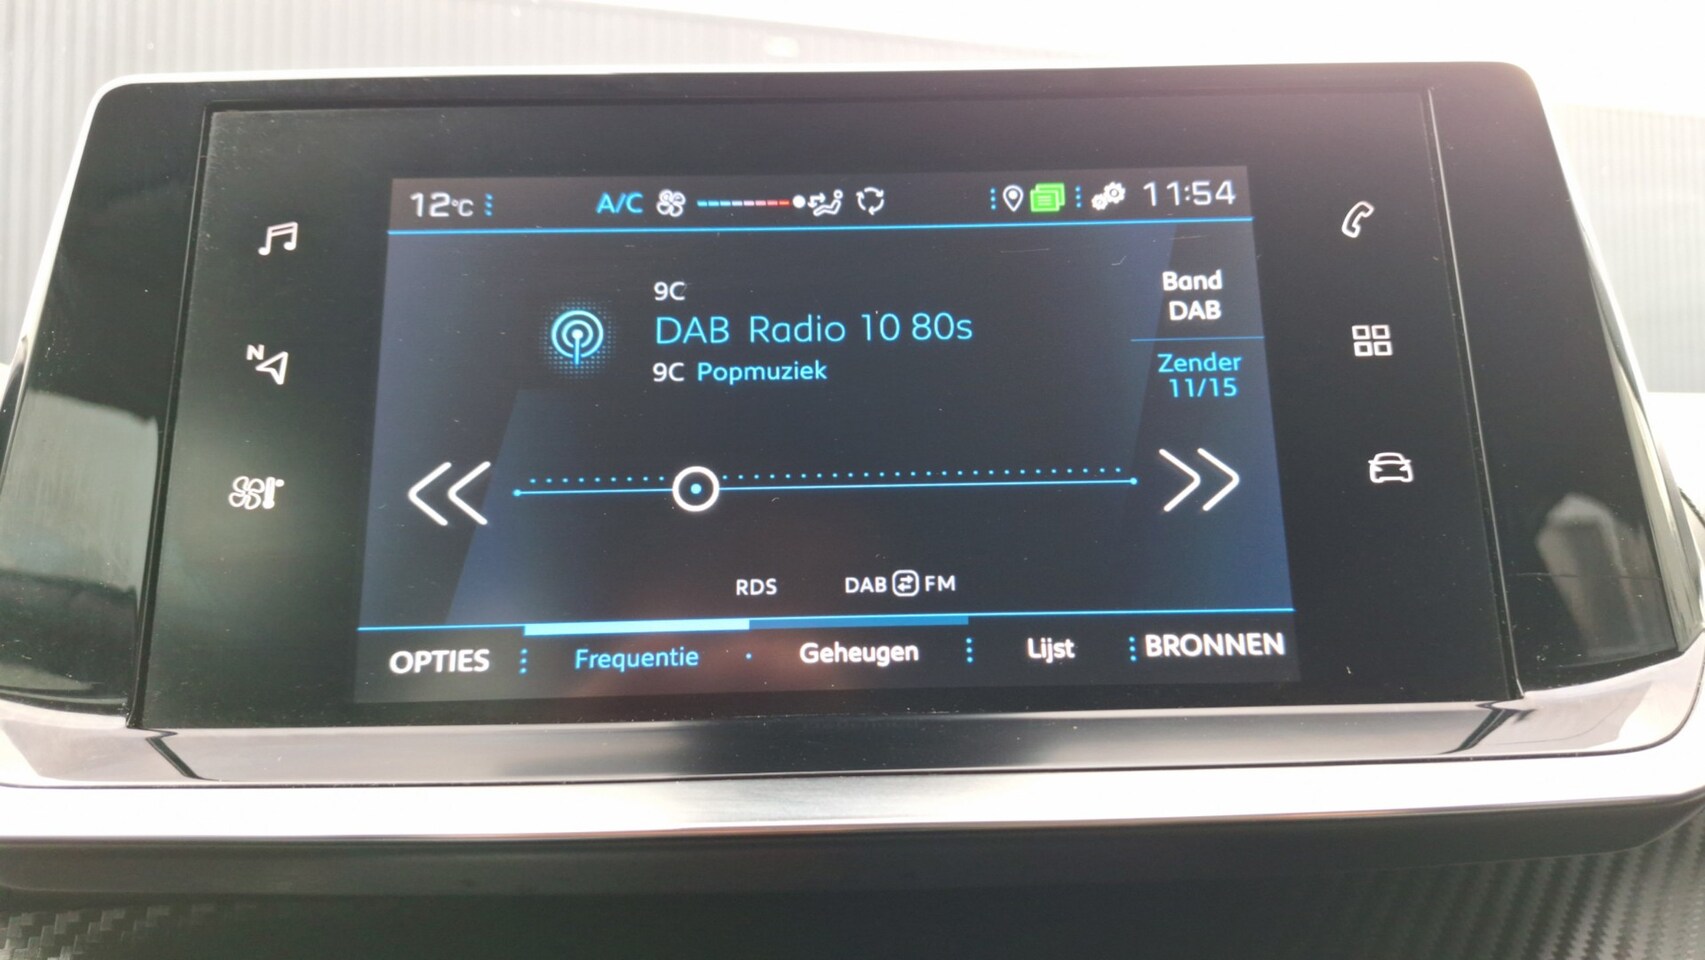 12°C A/C 11:54
N
9C
DAB Radio 10 80s
9C Popmuziek
Band
DAB
Zender
11/15
RDS DAB FM
OPTIES Frequentie Geheugen Lijst BRONNEN